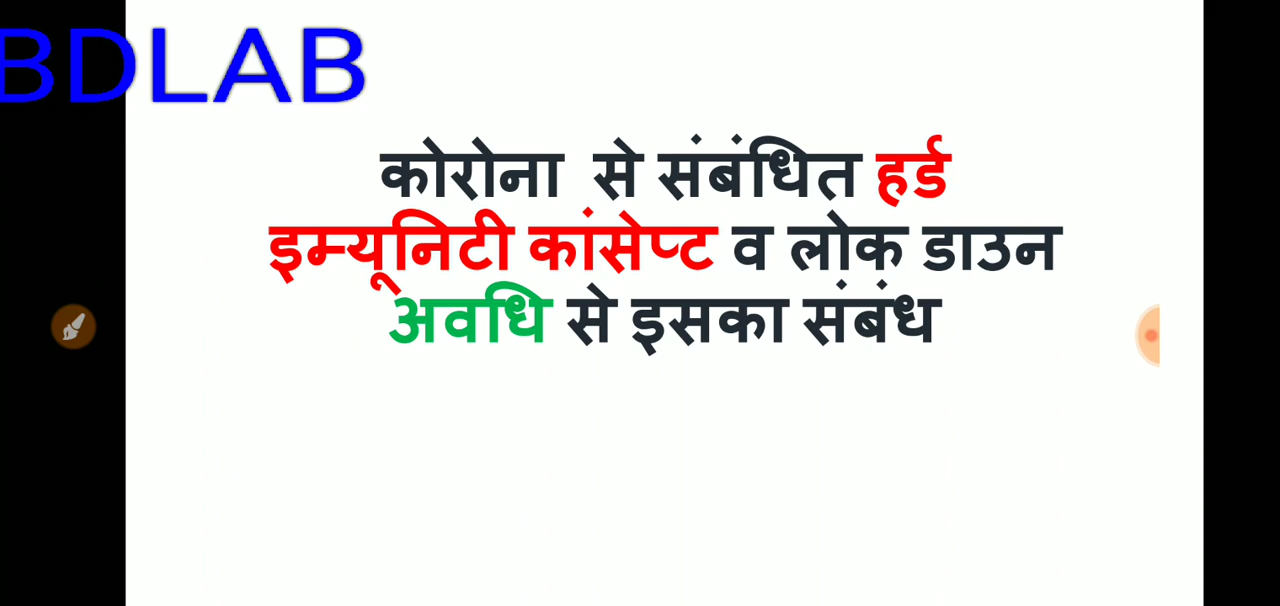 BDLAB
कोरोना से संबंधित हर्ड
इम्यूनिटी कांसेप्ट व लोक डाउन
अवधि से इसका संबंध